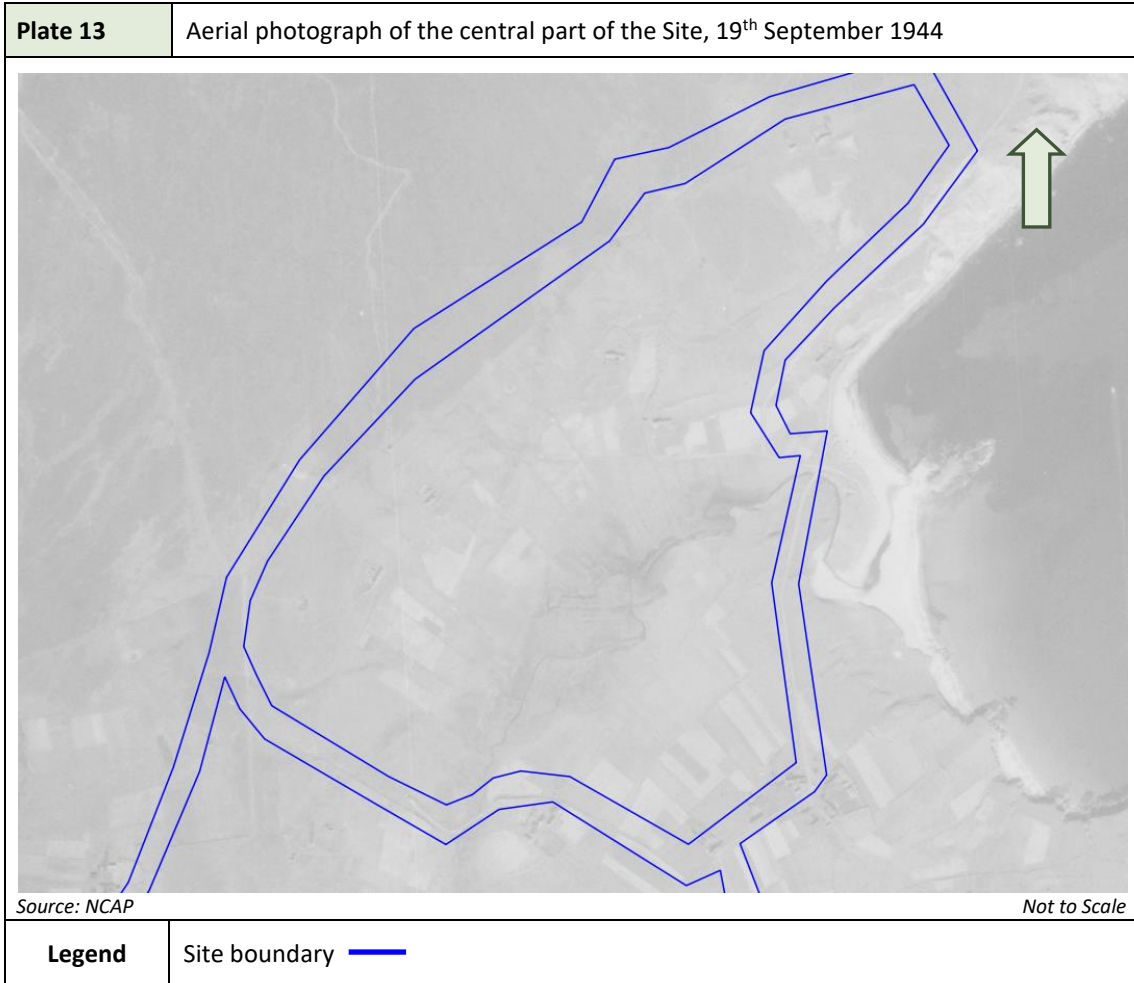 Plate 13
Aerial photograph of the central part of the Site, 19th September 1944
Source: NCAP
Not to Scale
Legend
Site boundary